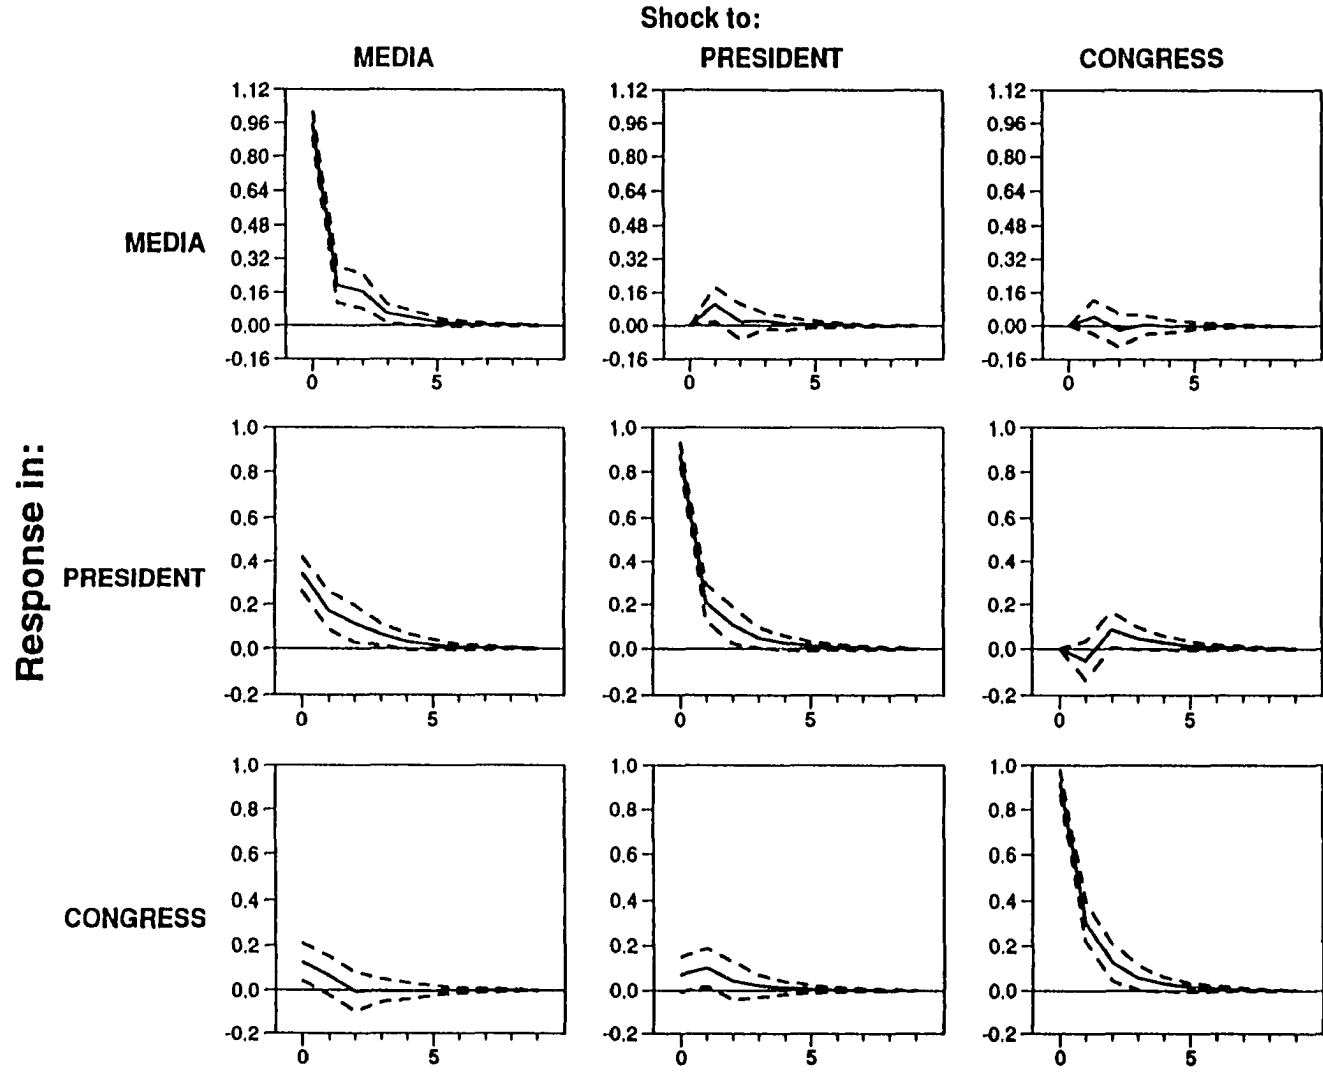 Shock to:
MEDIA PRESIDENT CONGRESS
Response in:
MEDIA
1.12 1.12 1.12
0.96 0.96 0.96
0.80 0.80 0.80
0.64 0.64 0.64
0.48 0.48 0.48
0.32 0.32 0.32
0.16 0.16 0.16
0.00 0.00 0.00
-0.16 -0.16 -0.16
0 5 0 5 0 5
PRESIDENT
1.0 1.0 1.0
0.8 0.8 0.8
0.6 0.6 0.6
0.4 0.4 0.4
0.2 0.2 0.2
0.0 0.0 0.0
-0.2 -0.2 -0.2
0 5 0 5 0 5
CONGRESS
1.0 1.0 1.0
0.8 0.8 0.8
0.6 0.6 0.6
0.4 0.4 0.4
0.2 0.2 0.2
0.0 0.0 0.0
-0.2 -0.2 -0.2
0 5 0 5 0 5